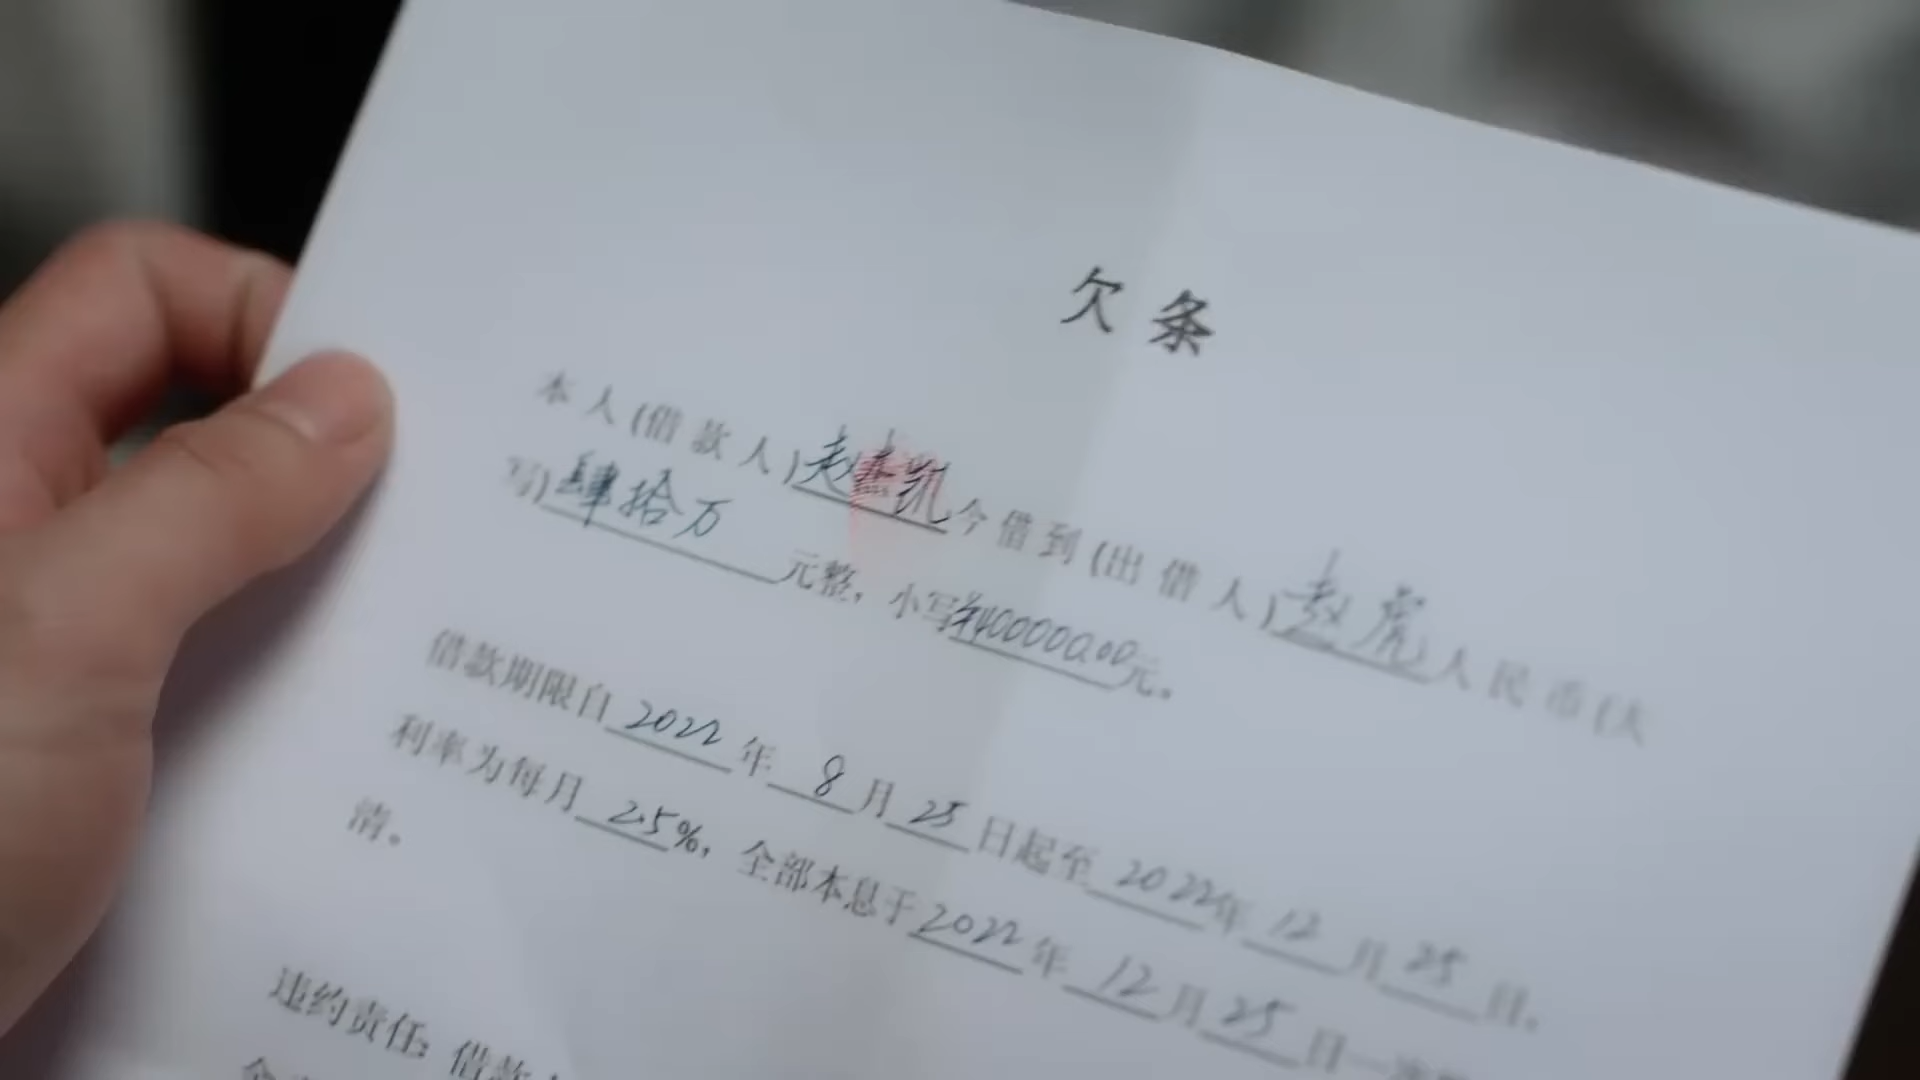 欠条
本人(借款人)赵泰凯今借到(出借人)赵虎人民币(大
写)肆拾万元整,小写¥400000.00元。
借款期限自2022年8月25日起至2022年12月25日。
利率为每月2.5%,全部本息于2022年12月25日一次
清。
违约责任:借款